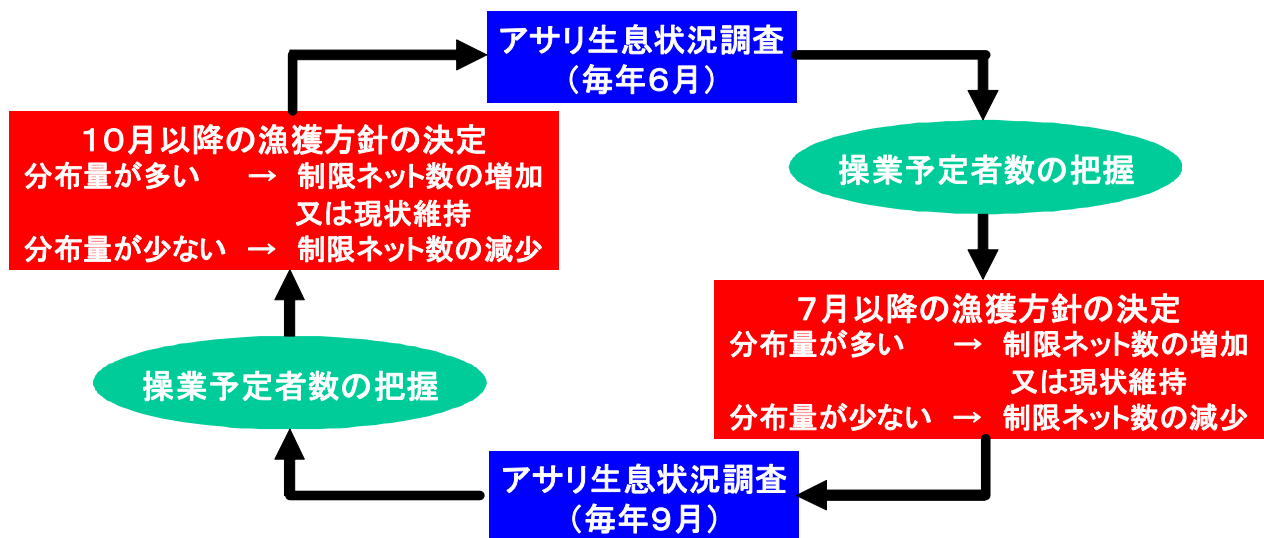 アサリ生息状況調査
（毎年６月）
操業予定者数の把握
７月以降の漁獲方針の決定
分布量が多い　→　制限ネット数の増加
又は現状維持
分布量が少ない　→　制限ネット数の減少
アサリ生息状況調査
（毎年９月）
操業予定者数の把握
１０月以降の漁獲方針の決定
分布量が多い　→　制限ネット数の増加
又は現状維持
分布量が少ない　→　制限ネット数の減少